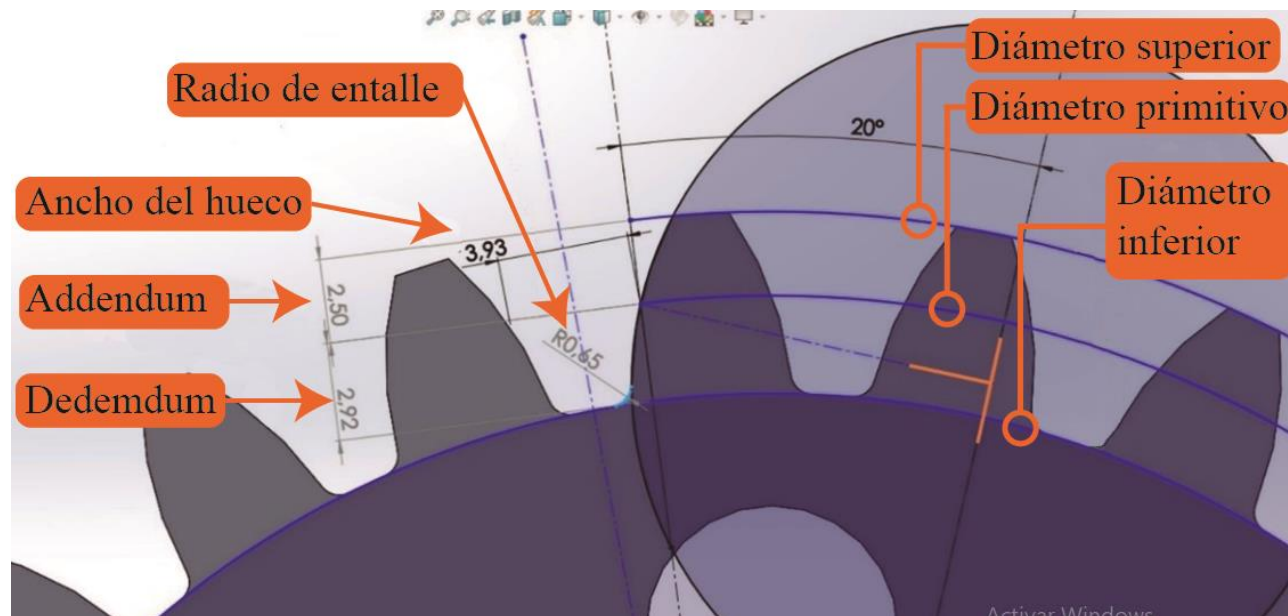 Diámetro superior
Radio de entalle
Diámetro primitivo
20°
Diámetro
inferior
Ancho del hueco
3,93
Addendum
2,50
R0,65
Dedemdum
2,92
Activar Windows